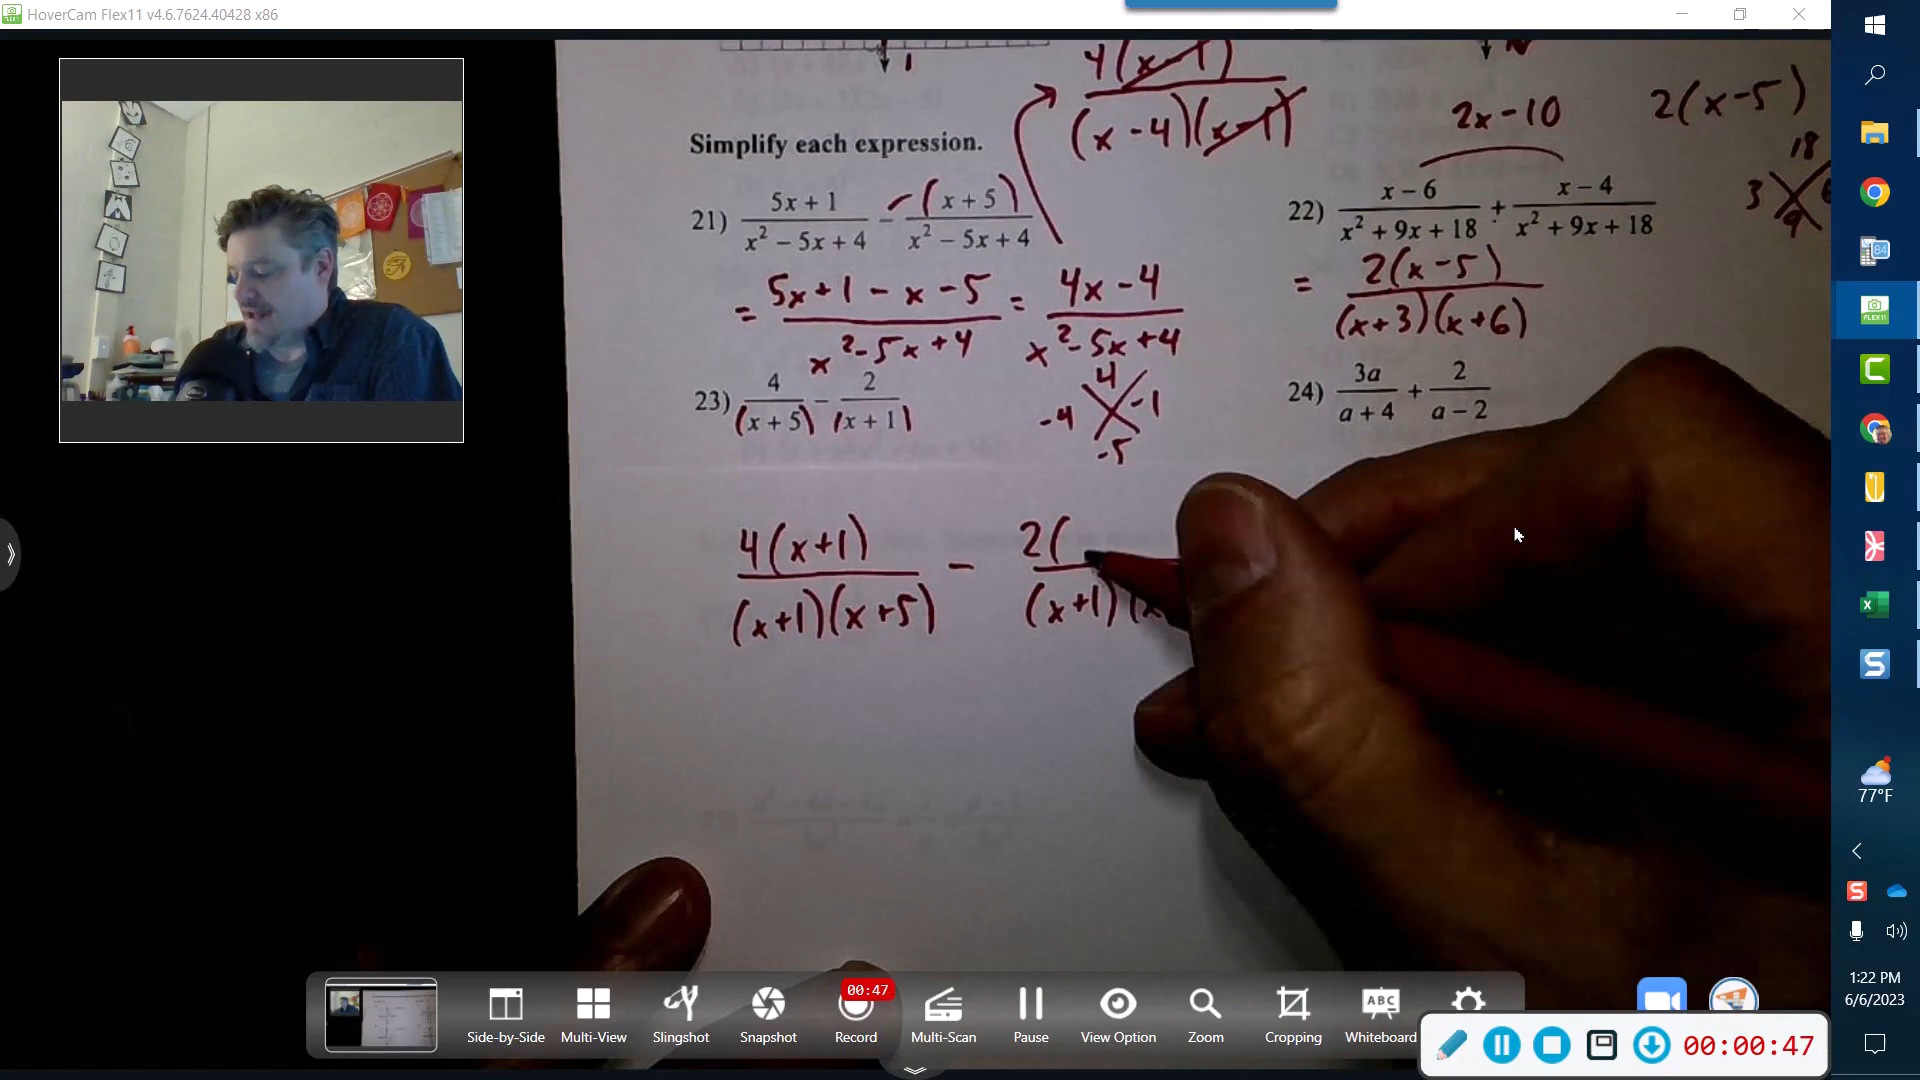 HoverCam Flex11 v4.6.7624.40428 x86
4(x-1)
(x-4)(x-1)
2x-10
2(x-5)
18
3
9
Simplify each expression.
21) 5x + 1 / x² − 5x + 4 − (x + 5) / x² − 5x + 4
22) x − 6 / x² + 9x + 18 + x − 4 / x² + 9x + 18
= 5x+1-x-5 / x²-5x+4 = 4x-4 / x²-5x+4
= 2(x-5) / (x+3)(x+6)
4
-4 -1
-5
23) 4 / (x + 5) − 2 / (x + 1)
24) 3a / a + 4 + 2 / a − 2
4(x+1) / (x+1)(x+5) - 2( / (x+1)(x
00:47
Side-by-Side
Multi-View
Slingshot
Snapshot
Record
Multi-Scan
Pause
View Option
Zoom
Cropping
ABC
Whiteboard
00:00:47
84
FLEX11
77°F
1:22 PM
6/6/2023